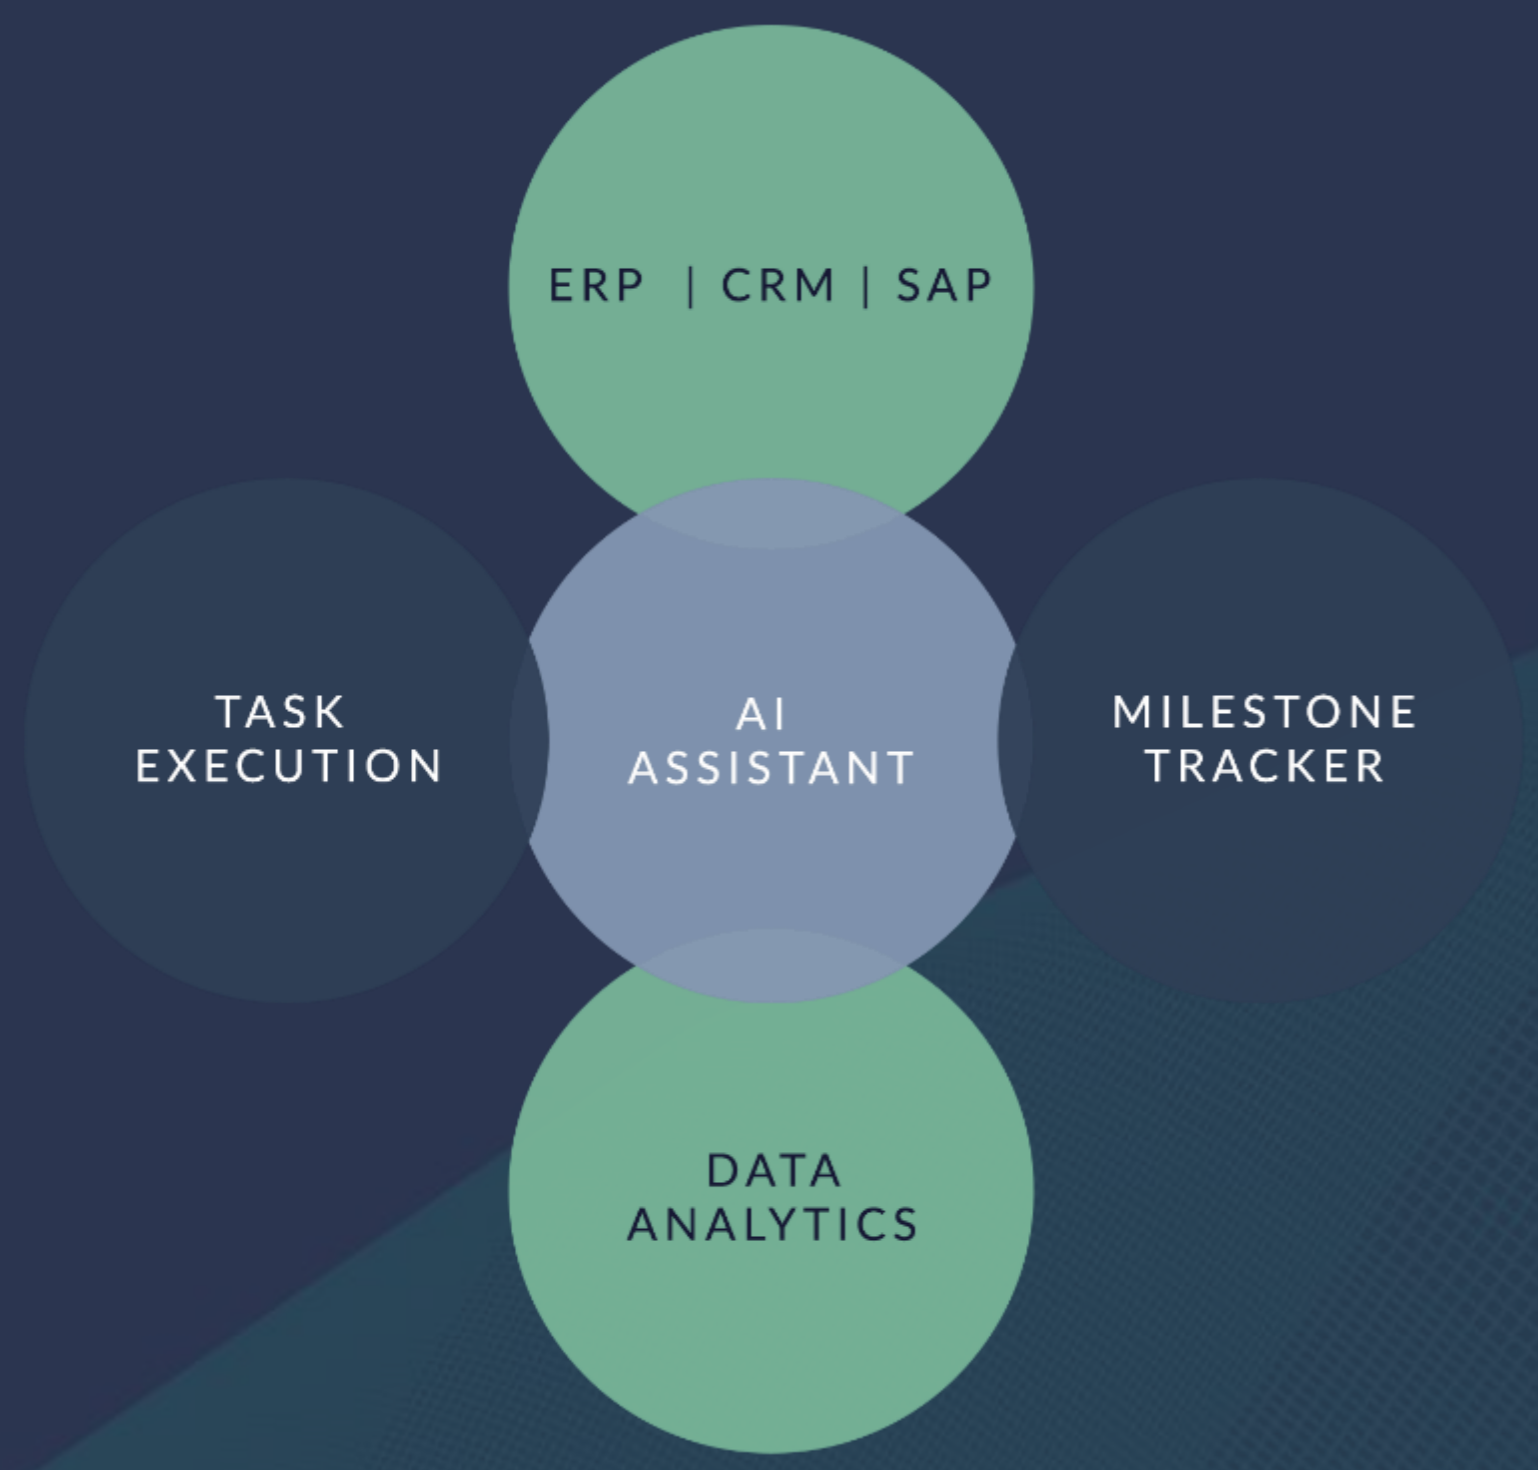 ERP | CRM | SAP
TASK
EXECUTION
AI
ASSISTANT
MILESTONE
TRACKER
DATA
ANALYTICS